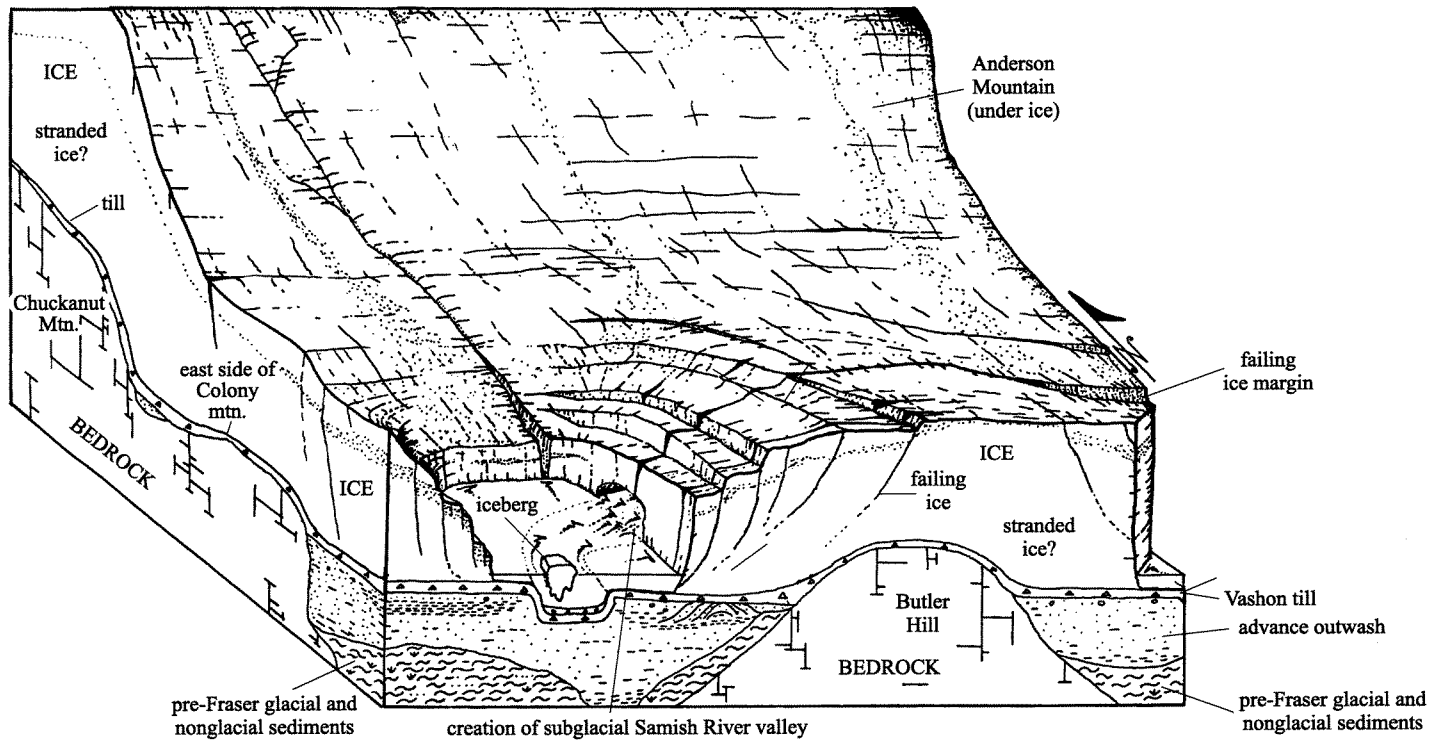 ICE
stranded
ice?
till
Chuckanut
Mtn.
east side of
Colony
mtn.
BEDROCK
ICE
iceberg
Anderson
Mountain
(under ice)
N
failing
ice margin
ICE
failing
ice
stranded
ice?
Butler
Hill
BEDROCK
Vashon till
advance outwash
pre-Fraser glacial and
nonglacial sediments
creation of subglacial Samish River valley
pre-Fraser glacial and
nonglacial sediments